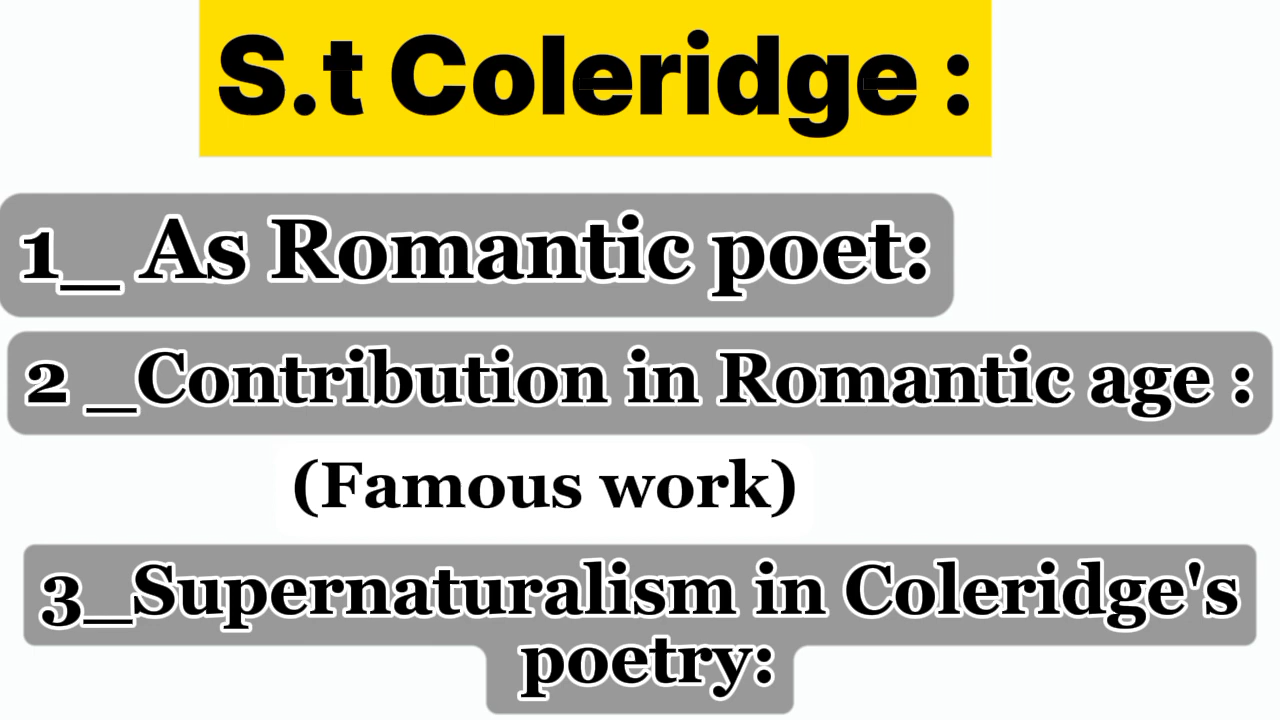 S.t Coleridge :
1_ As Romantic poet:
2 _Contribution in Romantic age :
(Famous work)
3_Supernaturalism in Coleridge's
poetry: